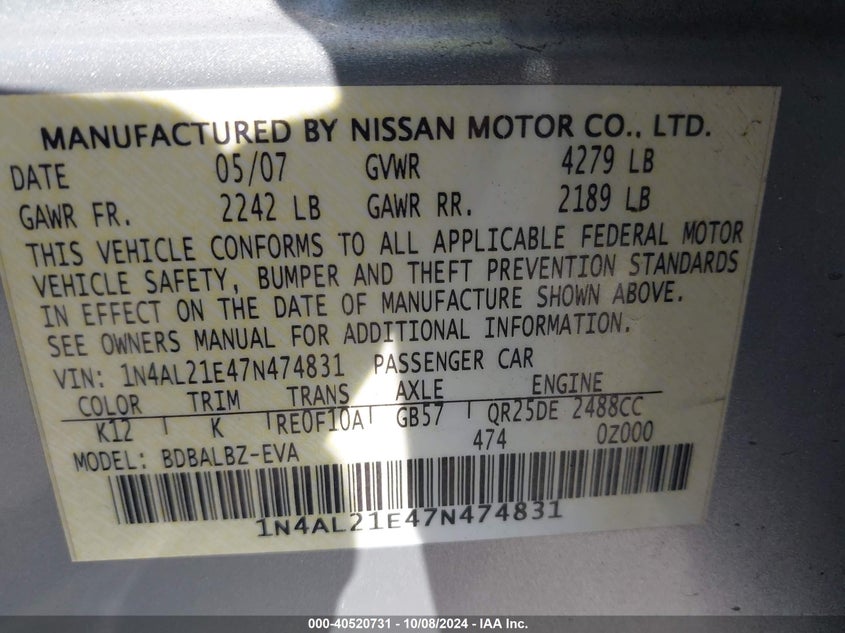 MANUFACTURED BY NISSAN MOTOR CO., LTD.
DATE 05/07 GVWR 4279 LB
GAWR FR. 2242 LB GAWR RR. 2189 LB
THIS VEHICLE CONFORMS TO ALL APPLICABLE FEDERAL MOTOR
VEHICLE SAFETY, BUMPER AND THEFT PREVENTION STANDARDS
IN EFFECT ON THE DATE OF MANUFACTURE SHOWN ABOVE.
SEE OWNERS MANUAL FOR ADDITIONAL INFORMATION.
VIN: 1N4AL21E47N474831 PASSENGER CAR
COLOR TRIM TRANS AXLE ENGINE
K12 K RE0F10A GB57 QR25DE 2488CC
MODEL: BDBALBZ-EVA 474 0Z000
1N4AL21E47N474831
000-40520731 - 10/08/2024 - IAA Inc.